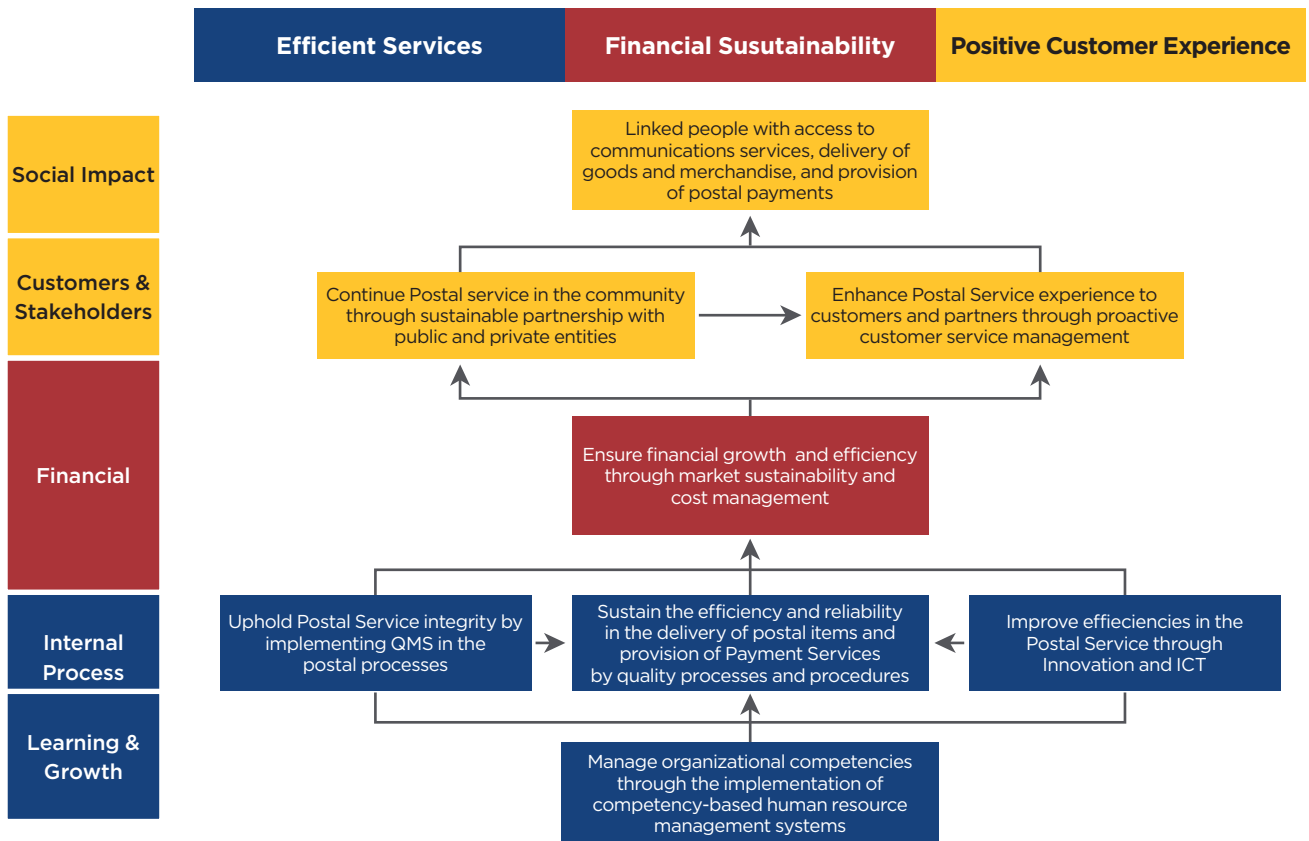 Efficient Services
Financial Susutainability
Positive Customer Experience
Social Impact
Linked people with access to
communications services, delivery of
goods and merchandise, and provision
of postal payments
Customers &
Stakeholders
Continue Postal service in the community
through sustainable partnership with
public and private entities
Enhance Postal Service experience to
customers and partners through proactive
customer service management
Financial
Ensure financial growth and efficiency
through market sustainability and
cost management
Internal
Process
Uphold Postal Service integrity by
implementing QMS in the
postal processes
Sustain the efficiency and reliability
in the delivery of postal items and
provision of Payment Services
by quality processes and procedures
Improve effieciencies in the
Postal Service through
Innovation and ICT
Learning &
Growth
Manage organizational competencies
through the implementation of
competency-based human resource
management systems